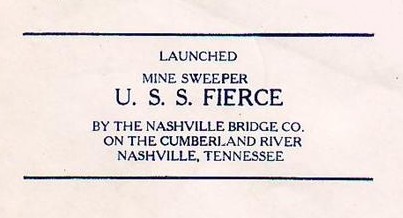 LAUNCHED
MINE SWEEPER
U. S. S. FIERCE
BY THE NASHVILLE BRIDGE CO.
ON THE CUMBERLAND RIVER
NASHVILLE, TENNESSEE